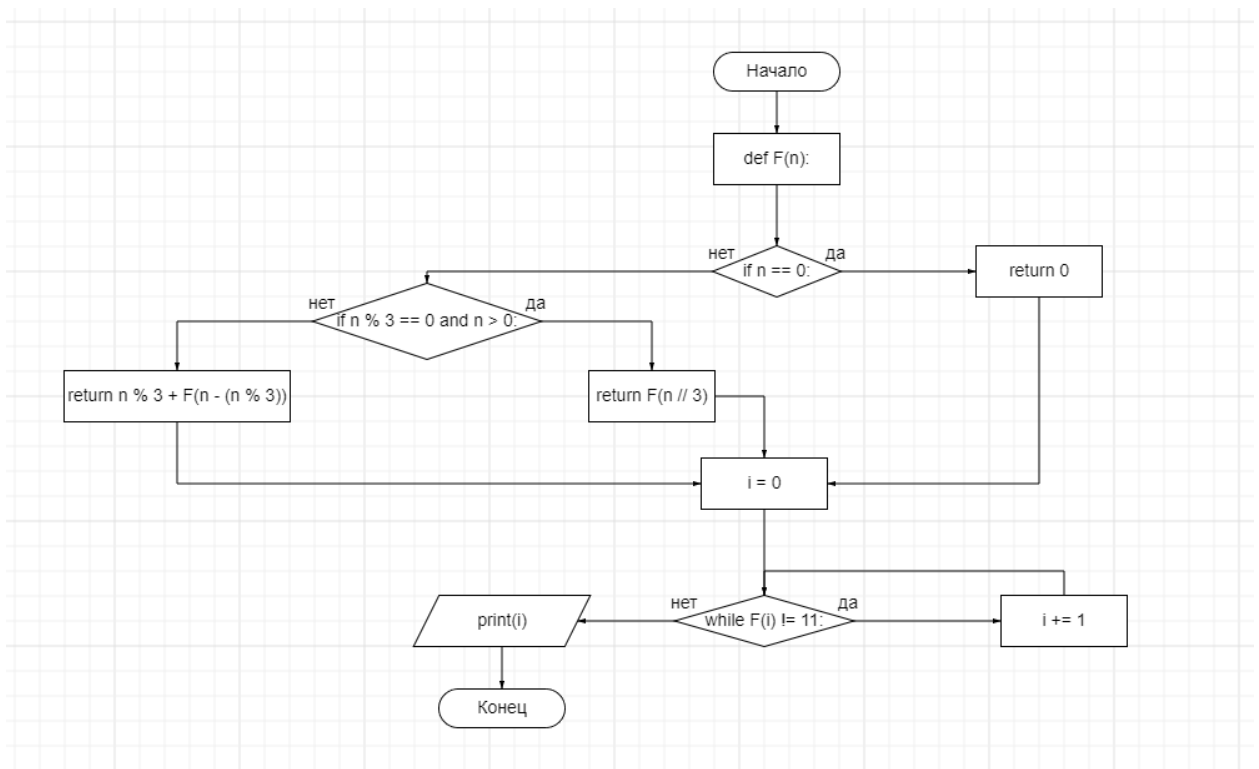 Начало
def F(n):
нет
да
if n == 0:
return 0
нет
да
if n % 3 == 0 and n > 0:
return n % 3 + F(n - (n % 3))
return F(n // 3)
i = 0
нет
да
print(i)
while F(i) != 11:
i += 1
Конец